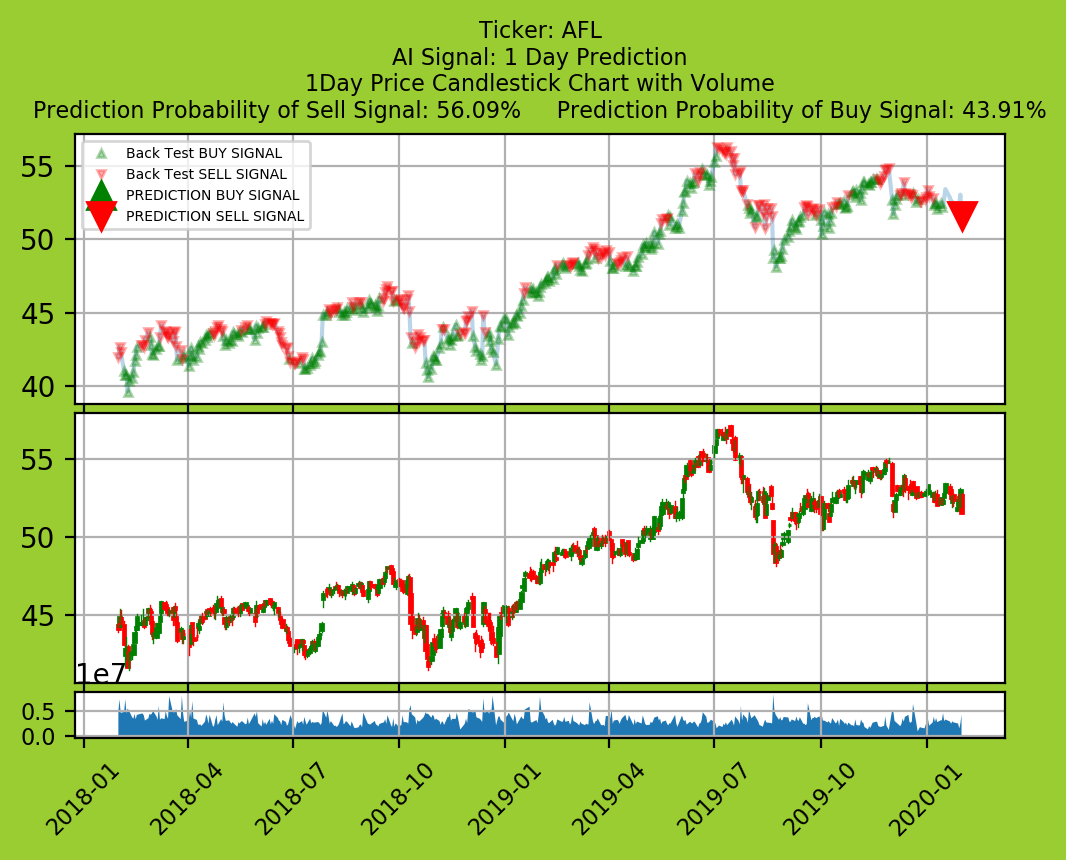 Ticker: AFL
AI Signal: 1 Day Prediction
1Day Price Candlestick Chart with Volume
Prediction Probability of Sell Signal: 56.09%     Prediction Probability of Buy Signal: 43.91%
Back Test BUY SIGNAL
Back Test SELL SIGNAL
PREDICTION BUY SIGNAL
PREDICTION SELL SIGNAL
55
50
45
40
55
50
45
1e7
0.5
0.0
2018-01
2018-04
2018-07
2018-10
2019-01
2019-04
2019-07
2019-10
2020-01